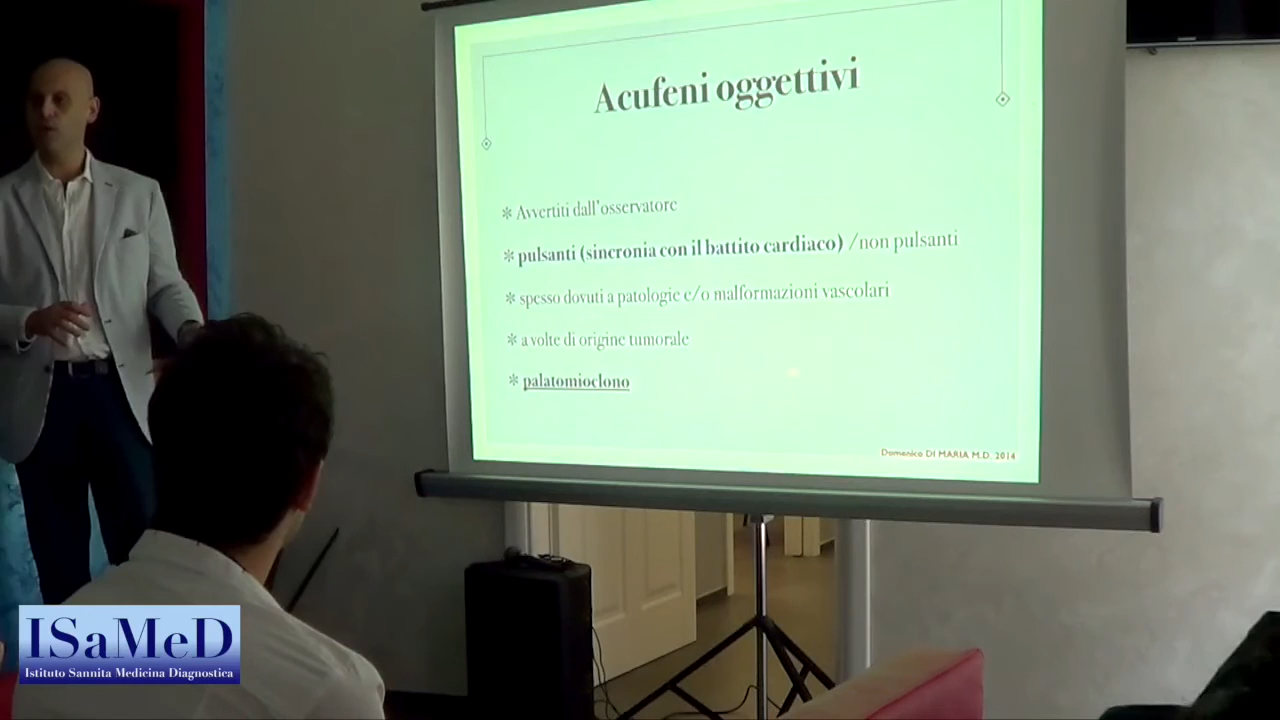 Acufeni oggettivi
* Avvertiti dall'osservatore
* pulsanti (sincronia con il battito cardiaco) /non pulsanti
* spesso dovuti a patologie e/o malformazioni vascolari
* a volte di origine tumorale
* palatomioclono
Domenico DI MARIA M.D. 2014
ISaMeD
Istituto Sannita Medicina Diagnostica